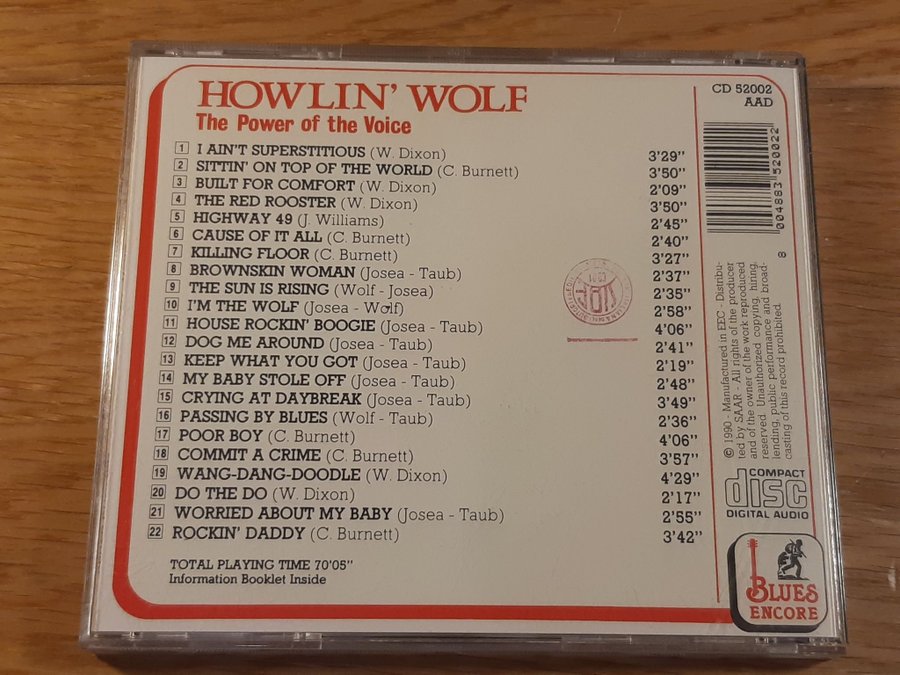 HOWLIN' WOLF
The Power of the Voice
1 I AIN'T SUPERSTITIOUS (W. Dixon) 3'29"
2 SITTIN' ON TOP OF THE WORLD (C. Burnett) 3'50"
3 BUILT FOR COMFORT (W. Dixon) 2'09"
4 THE RED ROOSTER (W. Dixon) 3'50"
5 HIGHWAY 49 (J. Williams) 2'45"
6 CAUSE OF IT ALL (C. Burnett) 2'40"
7 KILLING FLOOR (C. Burnett) 3'27"
8 BROWNSKIN WOMAN (Josea - Taub) 2'37"
9 THE SUN IS RISING (Wolf - Josea) 2'35"
10 I'M THE WOLF (Josea - Wolf) 2'58"
11 HOUSE ROCKIN' BOOGIE (Josea - Taub) 4'06"
12 DOG ME AROUND (Josea - Taub) 2'41"
13 KEEP WHAT YOU GOT (Josea - Taub) 2'19"
14 MY BABY STOLE OFF (Josea - Taub) 2'48"
15 CRYING AT DAYBREAK (Josea - Taub) 3'49"
16 PASSING BY BLUES (Wolf - Taub) 2'36"
17 POOR BOY (C. Burnett) 4'06"
18 COMMIT A CRIME (C. Burnett) 3'57"
19 WANG-DANG-DOODLE (W. Dixon) 4'29"
20 DO THE DO (W. Dixon) 2'17"
21 WORRIED ABOUT MY BABY (Josea - Taub) 2'55"
22 ROCKIN' DADDY (C. Burnett) 3'42"
TOTAL PLAYING TIME 70'05"
Information Booklet Inside
CD 52002
AAD
004883 520022
8
© 1990 - Manufactured in EEC - Distribu-
ted by SAAR - All rights of the producer
and of the owner of the work reproduced
reserved. Unauthorized copying, hiring,
lending, public performance and broad-
casting of this record prohibited.
COMPACT
disc
DIGITAL AUDIO
BLUES
ENCORE